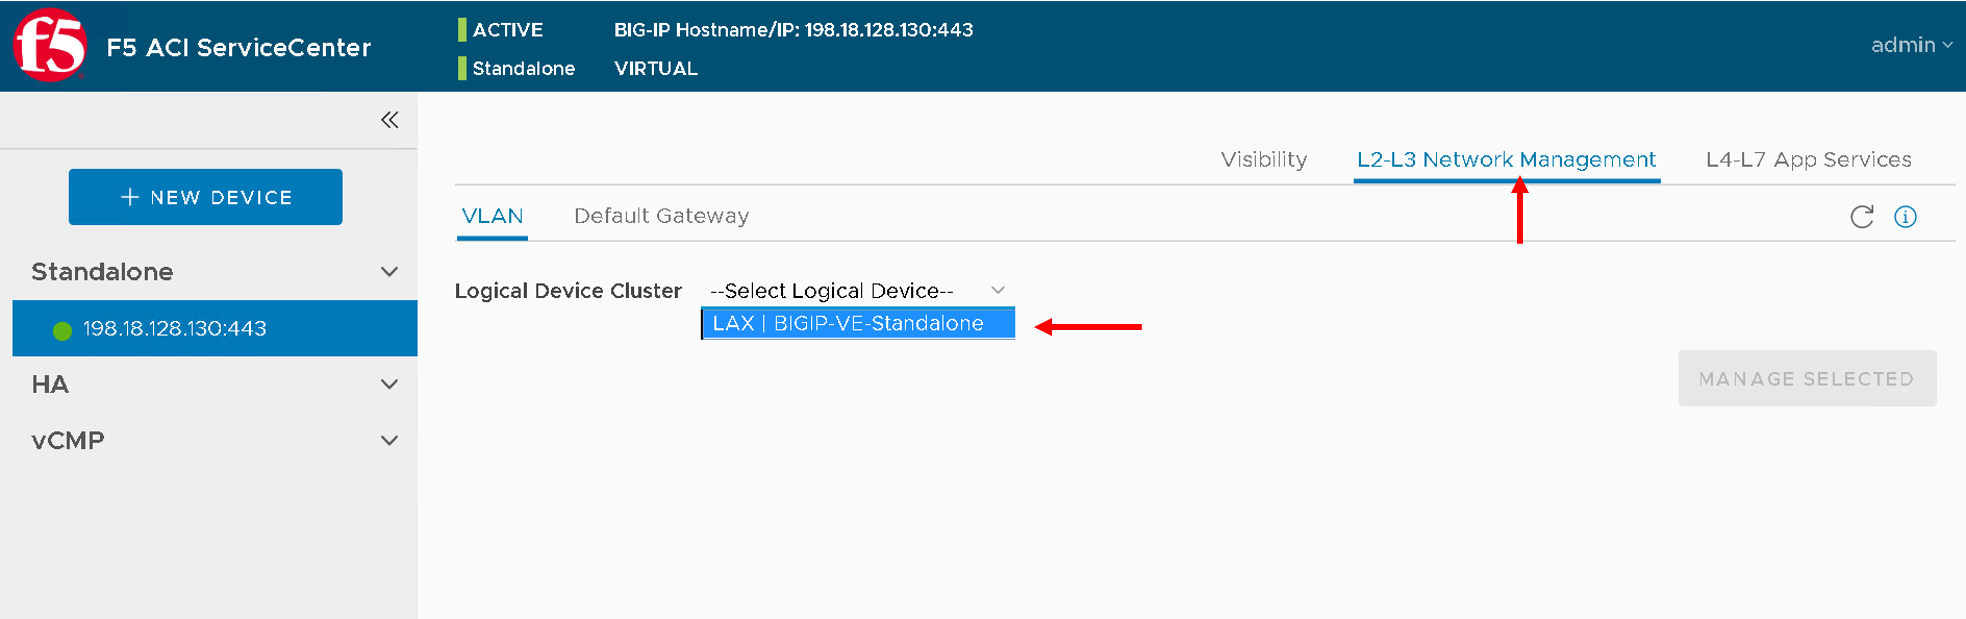 f5
F5 ACI ServiceCenter
ACTIVE
BIG-IP Hostname/IP: 198.18.128.130:443
Standalone
VIRTUAL
admin
+ NEW DEVICE
Standalone
198.18.128.130:443
HA
vCMP
Visibility
L2-L3 Network Management
L4-L7 App Services
VLAN
Default Gateway
Logical Device Cluster
--Select Logical Device--
LAX | BIGIP-VE-Standalone
MANAGE SELECTED